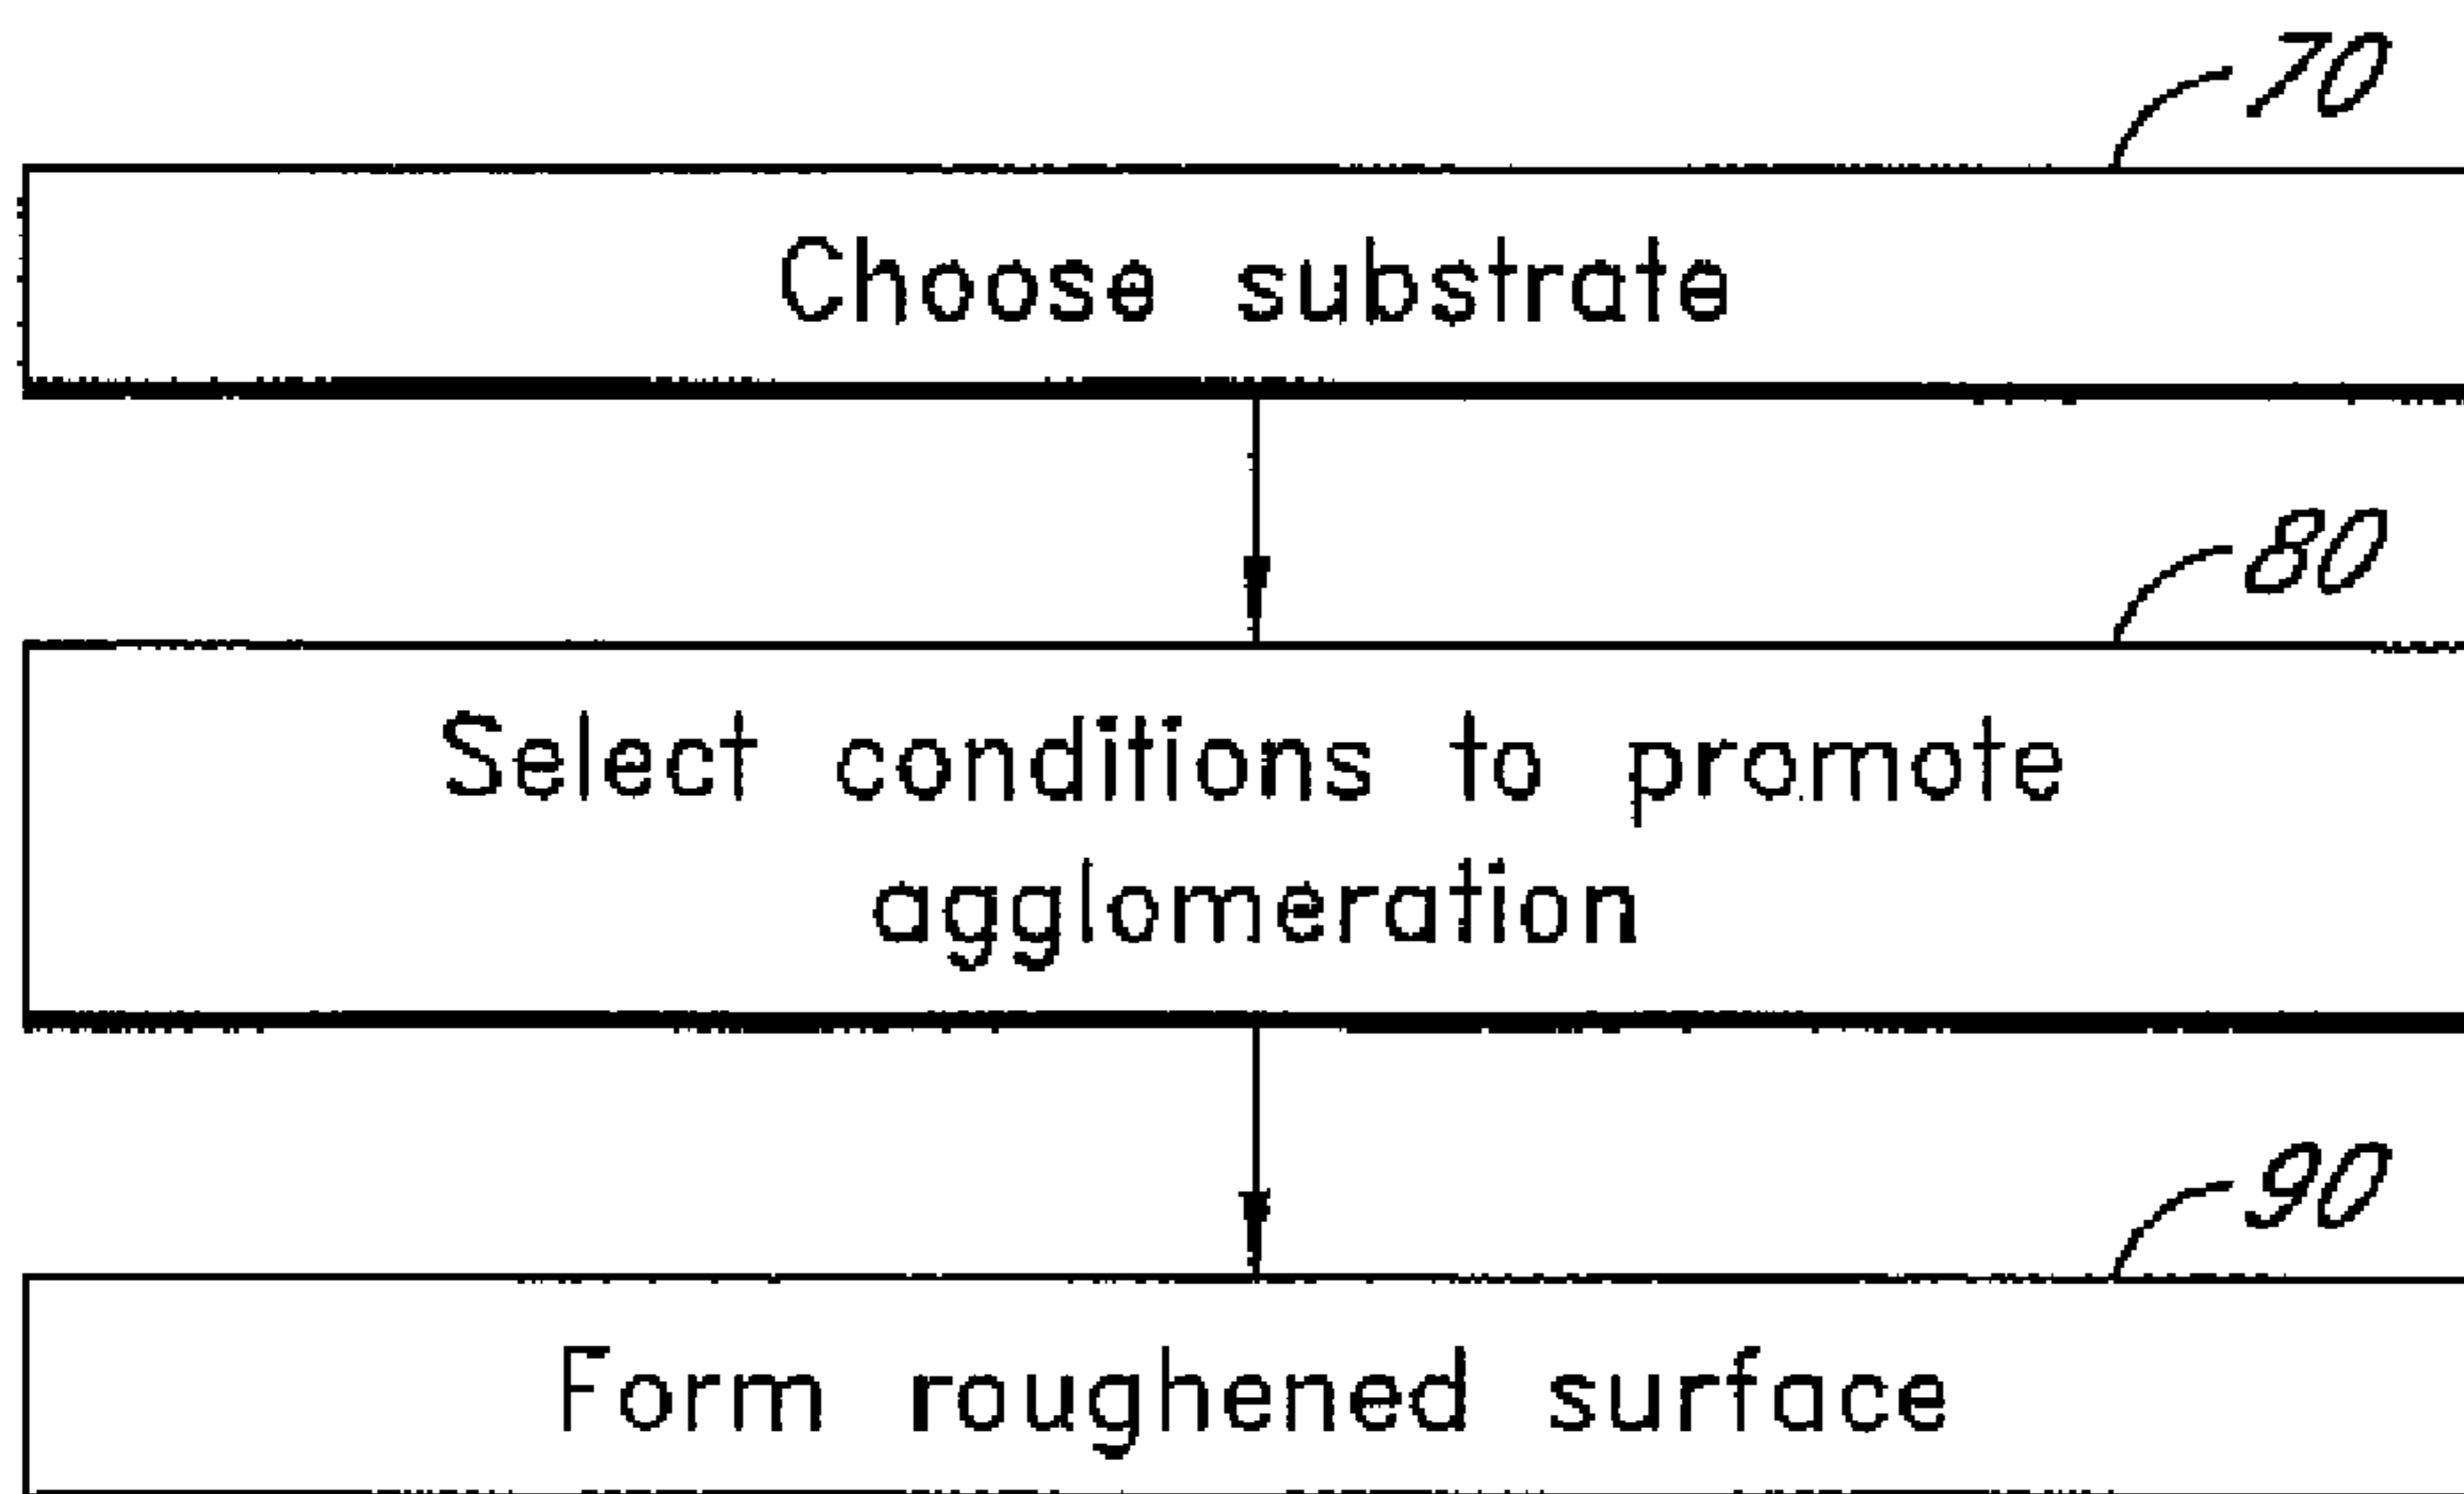 70
Choose substrate
80
Select conditions to promote
agglomeration
90
Form roughened surface